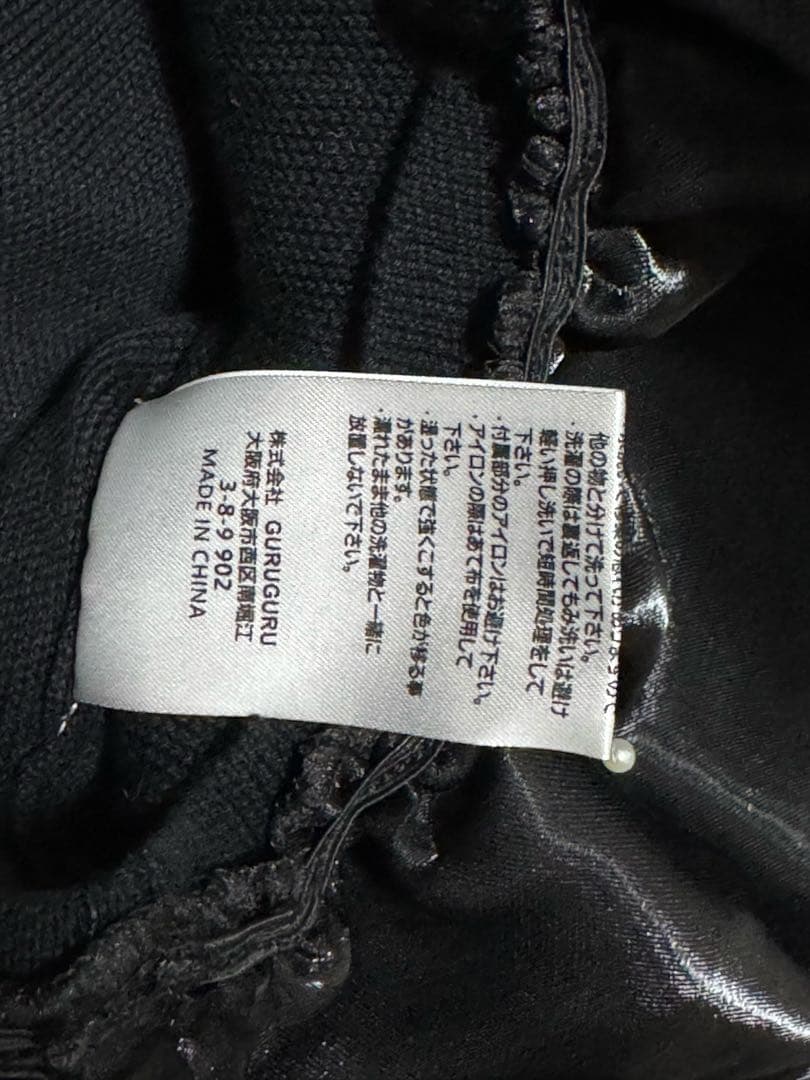 他の物と分けて洗って下さい。
・洗濯の際は裏返してもみ洗いは避け
軽い押し洗いで短時間処理をして
下さい。
・付属部分のアイロンはお避け下さい。
・アイロンの際はあて布を使用して
下さい。
・湿った状態で強くこすると色が移る事
があります。
・濡れたまま他の洗濯物と一緒に
放置しないで下さい。
株式会社 GURUGURU
大阪府大阪市西区南堀江
3-8-9 902
MADE IN CHINA